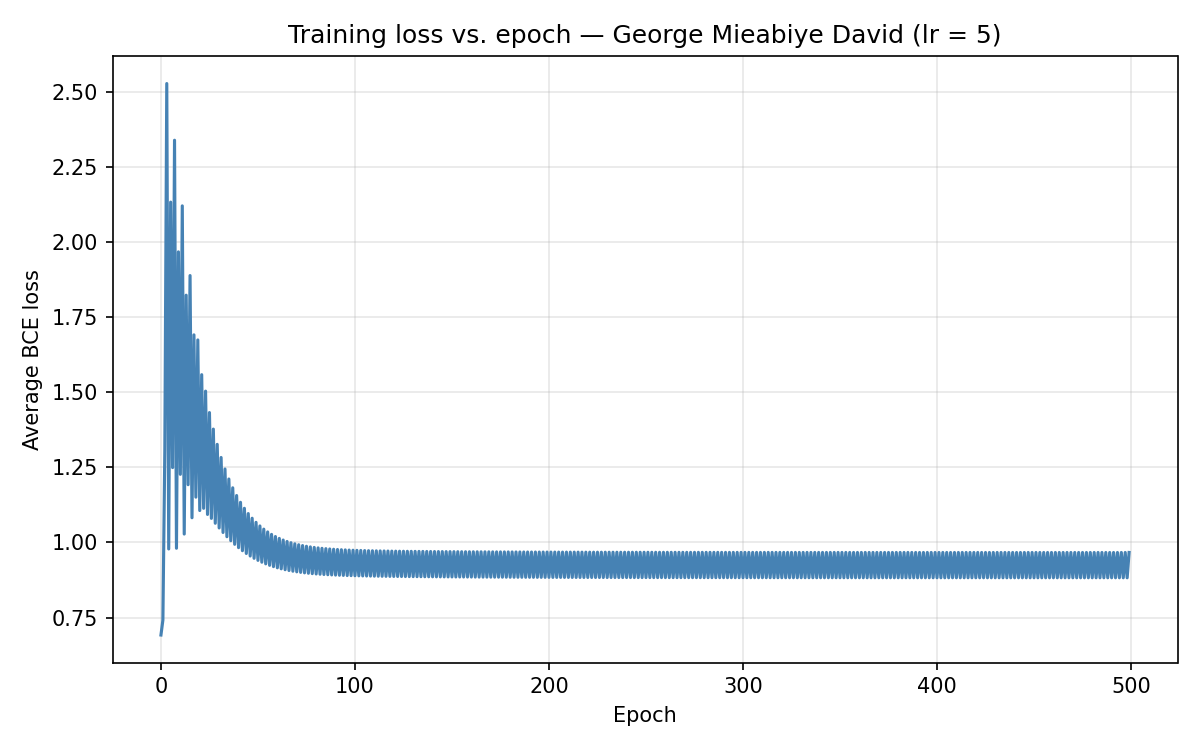 Training loss vs. epoch — George Mieabiye David (lr = 5)
2.50
2.25
2.00
1.75
1.50
1.25
1.00
0.75
Average BCE loss
0 100 200 300 400 500
Epoch